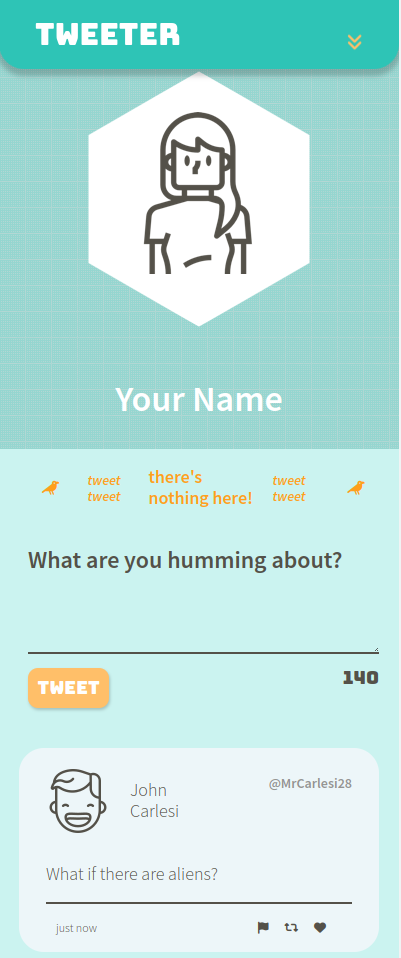 TWEETER
Your Name
tweet
tweet
there's
nothing here!
tweet
tweet
What are you humming about?
TWEET
140
John
Carlesi
@MrCarlesi28
What if there are aliens?
just now